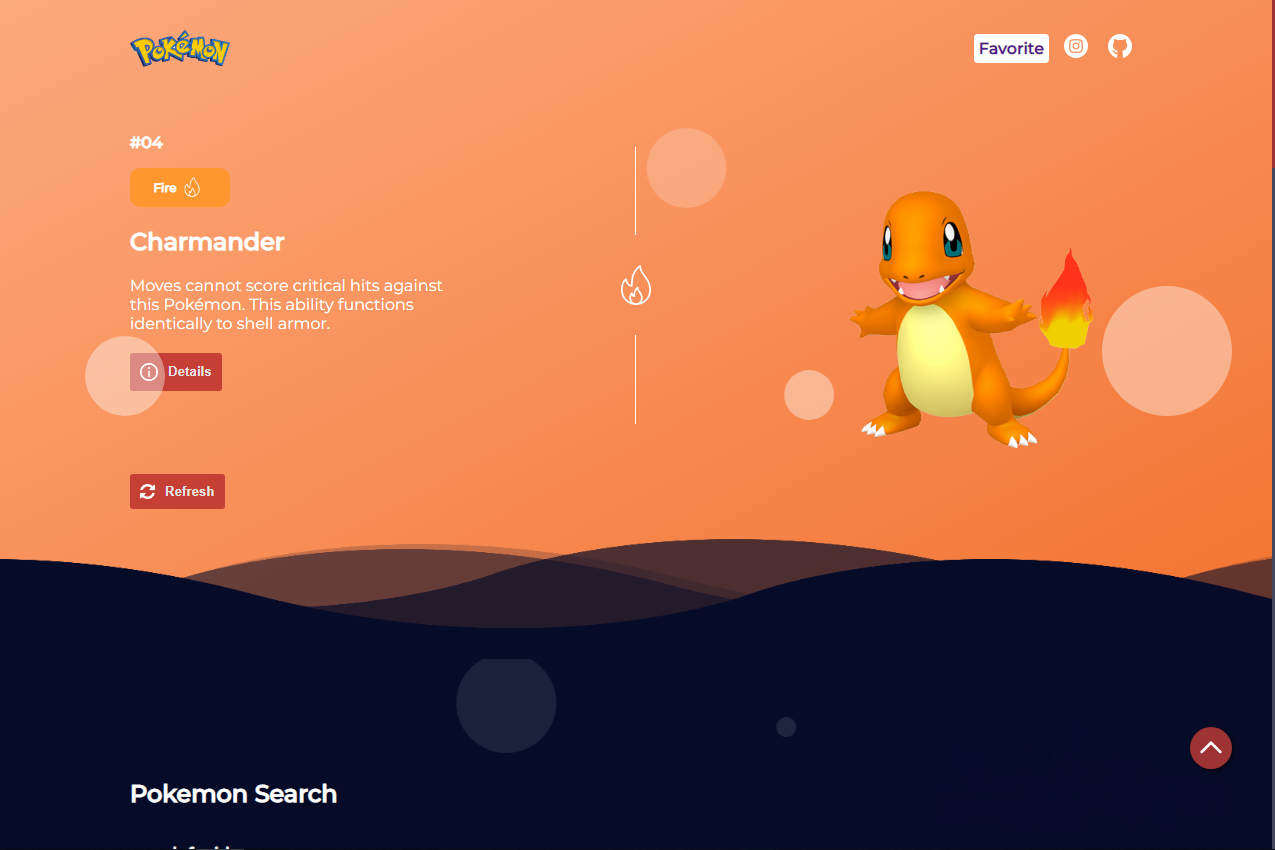 Pokémon
Favorite
#04
Fire
Charmander
Moves cannot score critical hits against
this Pokémon. This ability functions
identically to shell armor.
Details
Refresh
Pokemon Search